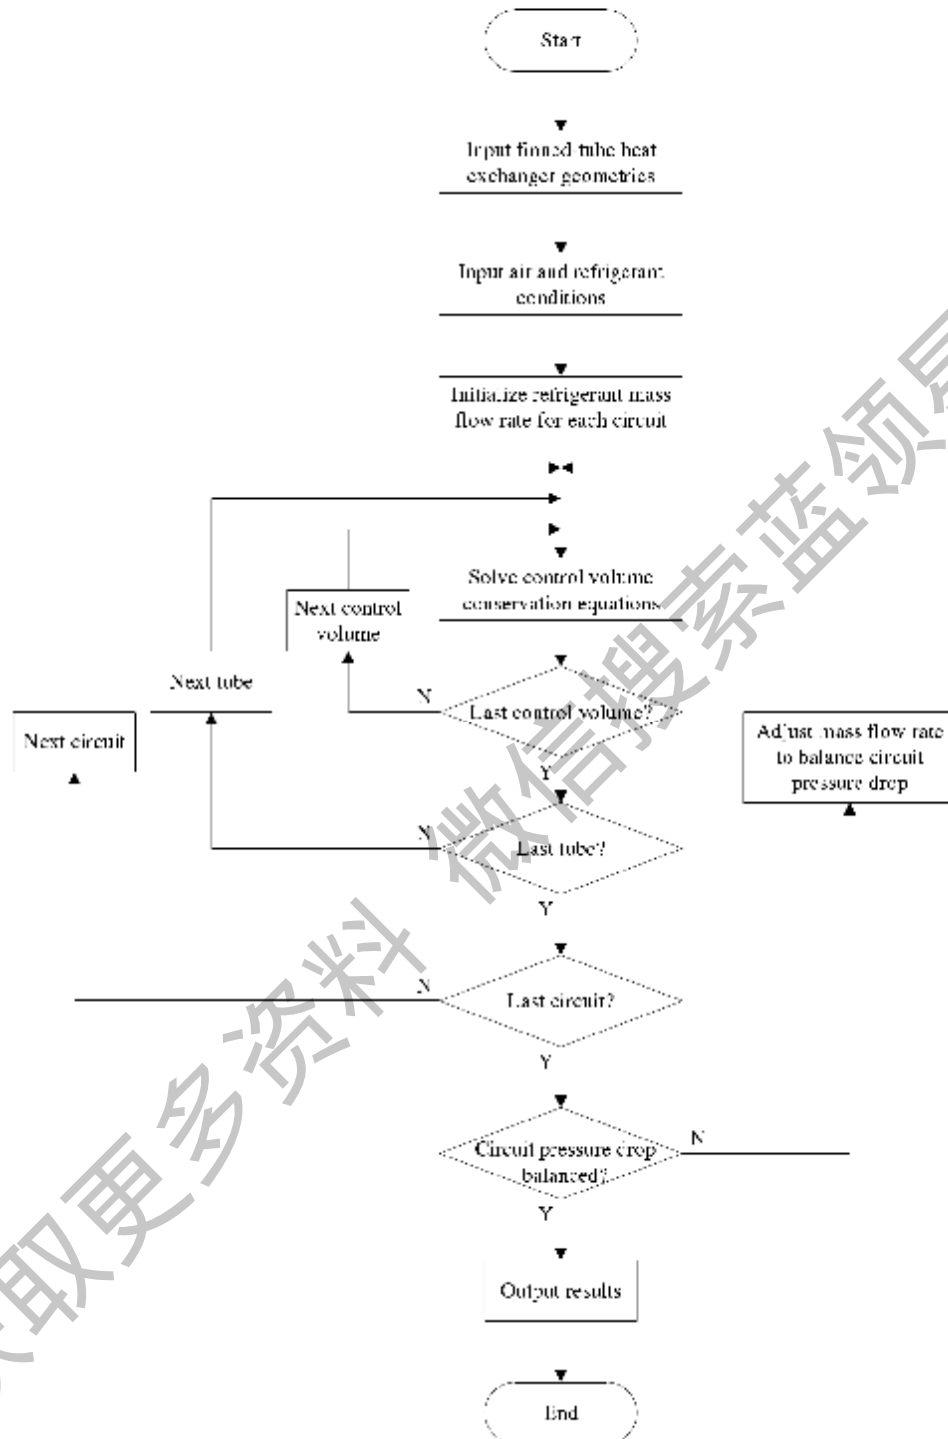 Start
Input finned tube heat
exchanger geometries
Input air and refrigerant
conditions
Initialize refrigerant mass
flow rate for each circuit
Solve control volume
conservation equations
Next control
volume
Next tube
N
Last control volume?
Next circuit
Adjust mass flow rate
to balance circuit
pressure drop
Y
N
Last tube?
Y
N
Last circuit?
Y
Circuit pressure drop
balanced?
N
Y
Output results
End
取更多资料 微信搜索蓝领